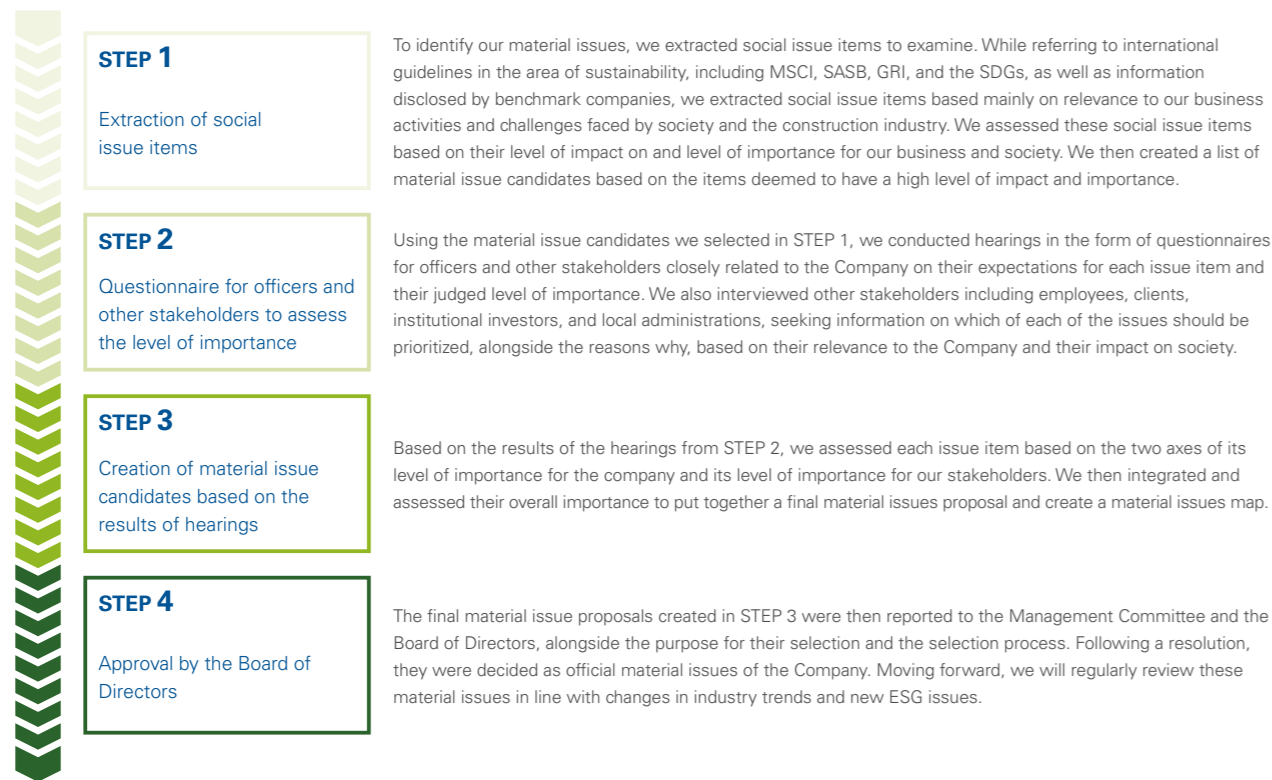 STEP 1
Extraction of social
issue items
To identify our material issues, we extracted social issue items to examine. While referring to international
guidelines in the area of sustainability, including MSCI, SASB, GRI, and the SDGs, as well as information
disclosed by benchmark companies, we extracted social issue items based mainly on relevance to our business
activities and challenges faced by society and the construction industry. We assessed these social issue items
based on their level of impact on and level of importance for our business and society. We then created a list of
material issue candidates based on the items deemed to have a high level of impact and importance.
STEP 2
Questionnaire for officers and
other stakeholders to assess
the level of importance
Using the material issue candidates we selected in STEP 1, we conducted hearings in the form of questionnaires
for officers and other stakeholders closely related to the Company on their expectations for each issue item and
their judged level of importance. We also interviewed other stakeholders including employees, clients,
institutional investors, and local administrations, seeking information on which of each of the issues should be
prioritized, alongside the reasons why, based on their relevance to the Company and their impact on society.
STEP 3
Creation of material issue
candidates based on the
results of hearings
Based on the results of the hearings from STEP 2, we assessed each issue item based on the two axes of its
level of importance for the company and its level of importance for our stakeholders. We then integrated and
assessed their overall importance to put together a final material issues proposal and create a material issues map.
STEP 4
Approval by the Board of
Directors
The final material issue proposals created in STEP 3 were then reported to the Management Committee and the
Board of Directors, alongside the purpose for their selection and the selection process. Following a resolution,
they were decided as official material issues of the Company. Moving forward, we will regularly review these
material issues in line with changes in industry trends and new ESG issues.